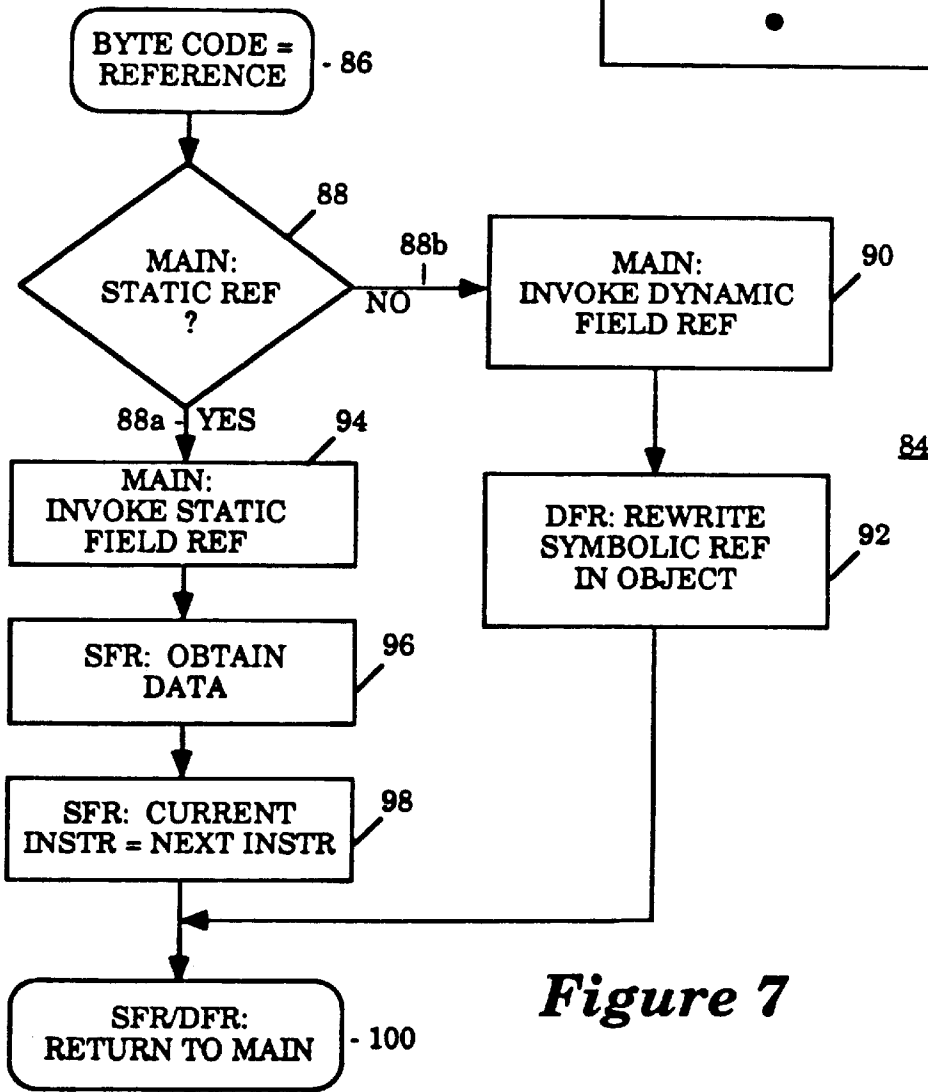 BYTE CODE =
REFERENCE
- 86
88
MAIN:
STATIC REF
?
88b
NO
MAIN:
INVOKE DYNAMIC
FIELD REF
90
88a - YES
94
MAIN:
INVOKE STATIC
FIELD REF
84
DFR: REWRITE
SYMBOLIC REF
IN OBJECT
92
SFR: OBTAIN
DATA
96
SFR: CURRENT
INSTR = NEXT INSTR
98
SFR/DFR:
RETURN TO MAIN
- 100
Figure 7